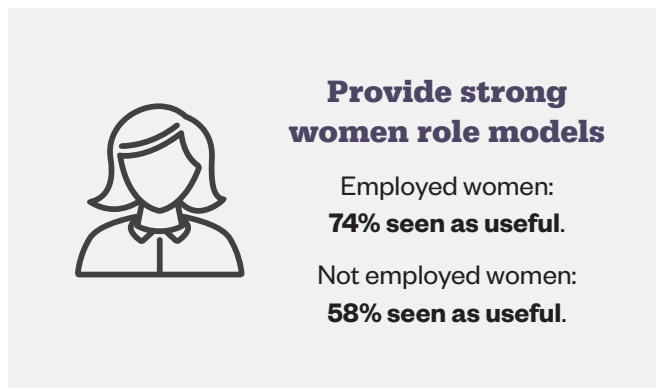 Provide strong
women role models
Employed women:
74% seen as useful.
Not employed women:
58% seen as useful.